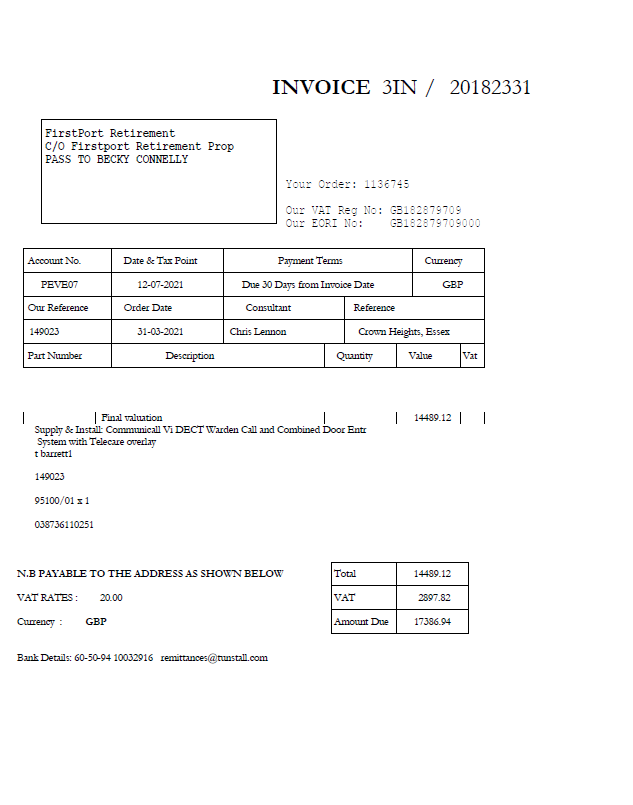 INVOICE 3IN / 20182331
FirstPort Retirement
C/O Firstport Retirement Prop
PASS TO BECKY CONNELLY
Your Order: 1136745
Our VAT Reg No: GB182879709
Our EORI No: GB182879709000
Account No. Date & Tax Point Payment Terms Currency
PEVE07 12-07-2021 Due 30 Days from Invoice Date GBP
Our Reference Order Date Consultant Reference
149023 31-03-2021 Chris Lennon Crown Heights, Essex
Part Number Description Quantity Value Vat
Final valuation 14489.12
Supply & Install: Communicall Vi DECT Warden Call and Combined Door Entr
System with Telecare overlay
t barrett1
149023
95100/01 x 1
038736110251
N.B PAYABLE TO THE ADDRESS AS SHOWN BELOW
Total 14489.12
VAT RATES : 20.00
VAT 2897.82
Currency : GBP
Amount Due 17386.94
Bank Details: 60-50-94 10032916 remittances@tunstall.com